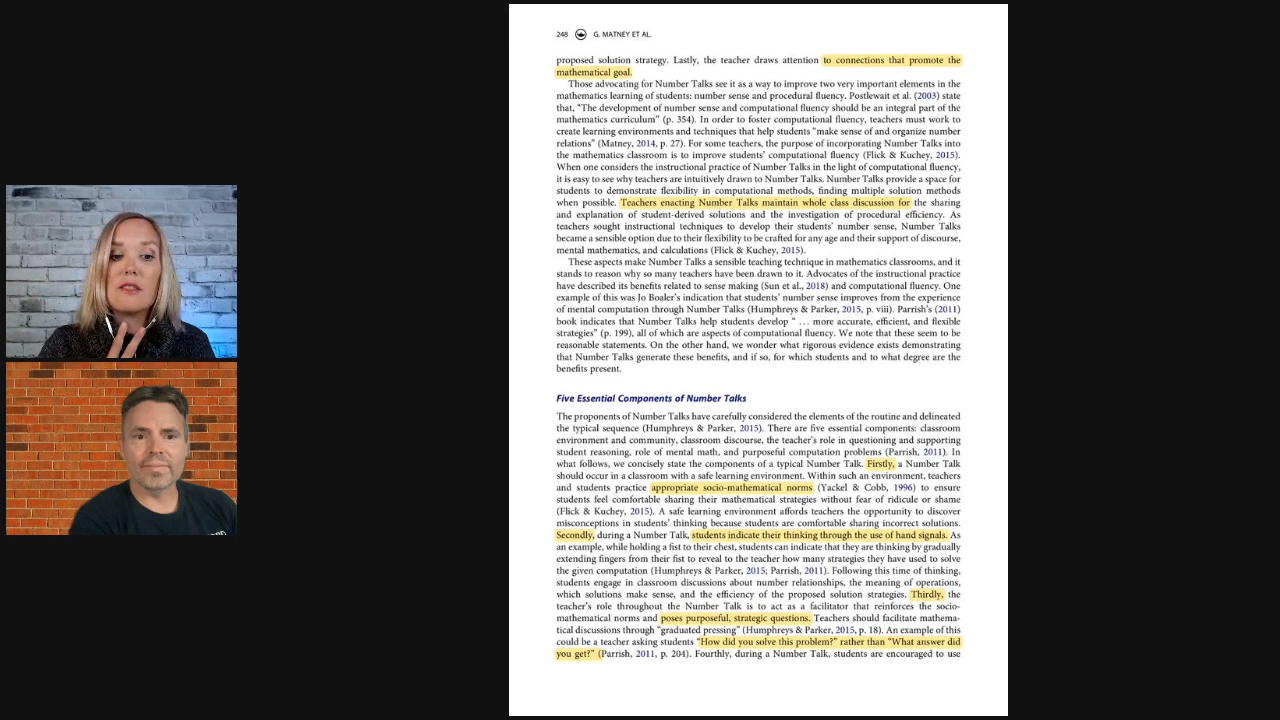 248 G. MATNEY ET AL.
proposed solution strategy. Lastly, the teacher draws attention to connections that promote the
mathematical goal.
Those advocating for Number Talks see it as a way to improve two very important elements in the
mathematics learning of students: number sense and procedural fluency. Postlewait et al. (2003) state
that, “The development of number sense and computational fluency should be an integral part of the
mathematics curriculum” (p. 354). In order to foster computational fluency, teachers must work to
create learning environments and techniques that help students “make sense of and organize number
relations” (Matney, 2014, p. 27). For some teachers, the purpose of incorporating Number Talks into
the mathematics classroom is to improve students’ computational fluency (Flick & Kuchey, 2015).
When one considers the instructional practice of Number Talks in the light of computational fluency,
it is easy to see why teachers are intuitively drawn to Number Talks. Number Talks provide a space for
students to demonstrate flexibility in computational methods, finding multiple solution methods
when possible. Teachers enacting Number Talks maintain whole class discussion for the sharing
and explanation of student-derived solutions and the investigation of procedural efficiency. As
teachers sought instructional techniques to develop their students’ number sense, Number Talks
became a sensible option due to their flexibility to be crafted for any age and their support of discourse,
mental mathematics, and calculations (Flick & Kuchey, 2015).
These aspects make Number Talks a sensible teaching technique in mathematics classrooms, and it
stands to reason why so many teachers have been drawn to it. Advocates of the instructional practice
have described its benefits related to sense making (Sun et al., 2018) and computational fluency. One
example of this was Jo Boaler’s indication that students’ number sense improves from the experience
of mental computation through Number Talks (Humphreys & Parker, 2015, p. viii). Parrish’s (2011)
book indicates that Number Talks help students develop “ … more accurate, efficient, and flexible
strategies” (p. 199), all of which are aspects of computational fluency. We note that these seem to be
reasonable statements. On the other hand, we wonder what rigorous evidence exists demonstrating
that Number Talks generate these benefits, and if so, for which students and to what degree are the
benefits present.
Five Essential Components of Number Talks
The proponents of Number Talks have carefully considered the elements of the routine and delineated
the typical sequence (Humphreys & Parker, 2015). There are five essential components: classroom
environment and community, classroom discourse, the teacher’s role in questioning and supporting
student reasoning, role of mental math, and purposeful computation problems (Parrish, 2011). In
what follows, we concisely state the components of a typical Number Talk. Firstly, a Number Talk
should occur in a classroom with a safe learning environment. Within such an environment, teachers
and students practice appropriate socio-mathematical norms (Yackel & Cobb, 1996) to ensure
students feel comfortable sharing their mathematical strategies without fear of ridicule or shame
(Flick & Kuchey, 2015). A safe learning environment affords teachers the opportunity to discover
misconceptions in students’ thinking because students are comfortable sharing incorrect solutions.
Secondly, during a Number Talk, students indicate their thinking through the use of hand signals. As
an example, while holding a fist to their chest, students can indicate that they are thinking by gradually
extending fingers from their fist to reveal to the teacher how many strategies they have used to solve
the given computation (Humphreys & Parker, 2015; Parrish, 2011). Following this time of thinking,
students engage in classroom discussions about number relationships, the meaning of operations,
which solutions make sense, and the efficiency of the proposed solution strategies. Thirdly, the
teacher’s role throughout the Number Talk is to act as a facilitator that reinforces the socio-
mathematical norms and poses purposeful, strategic questions. Teachers should facilitate mathema-
tical discussions through “graduated pressing” (Humphreys & Parker, 2015, p. 18). An example of this
could be a teacher asking students “How did you solve this problem?” rather than “What answer did
you get?” (Parrish, 2011, p. 204). Fourthly, during a Number Talk, students are encouraged to use